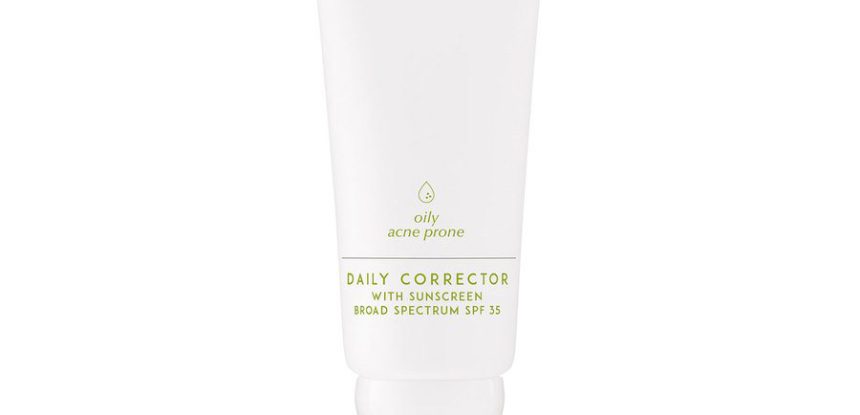 oily
acne prone
DAILY CORRECTOR
WITH SUNSCREEN
BROAD SPECTRUM SPF 35